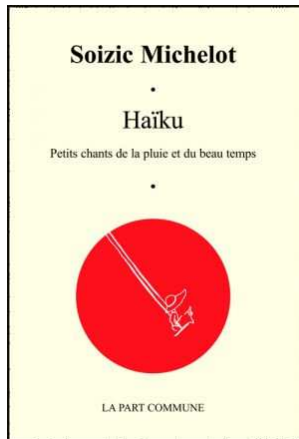 Soizic Michelot
Haïku
Petits chants de la pluie et du beau temps
LA PART COMMUNE